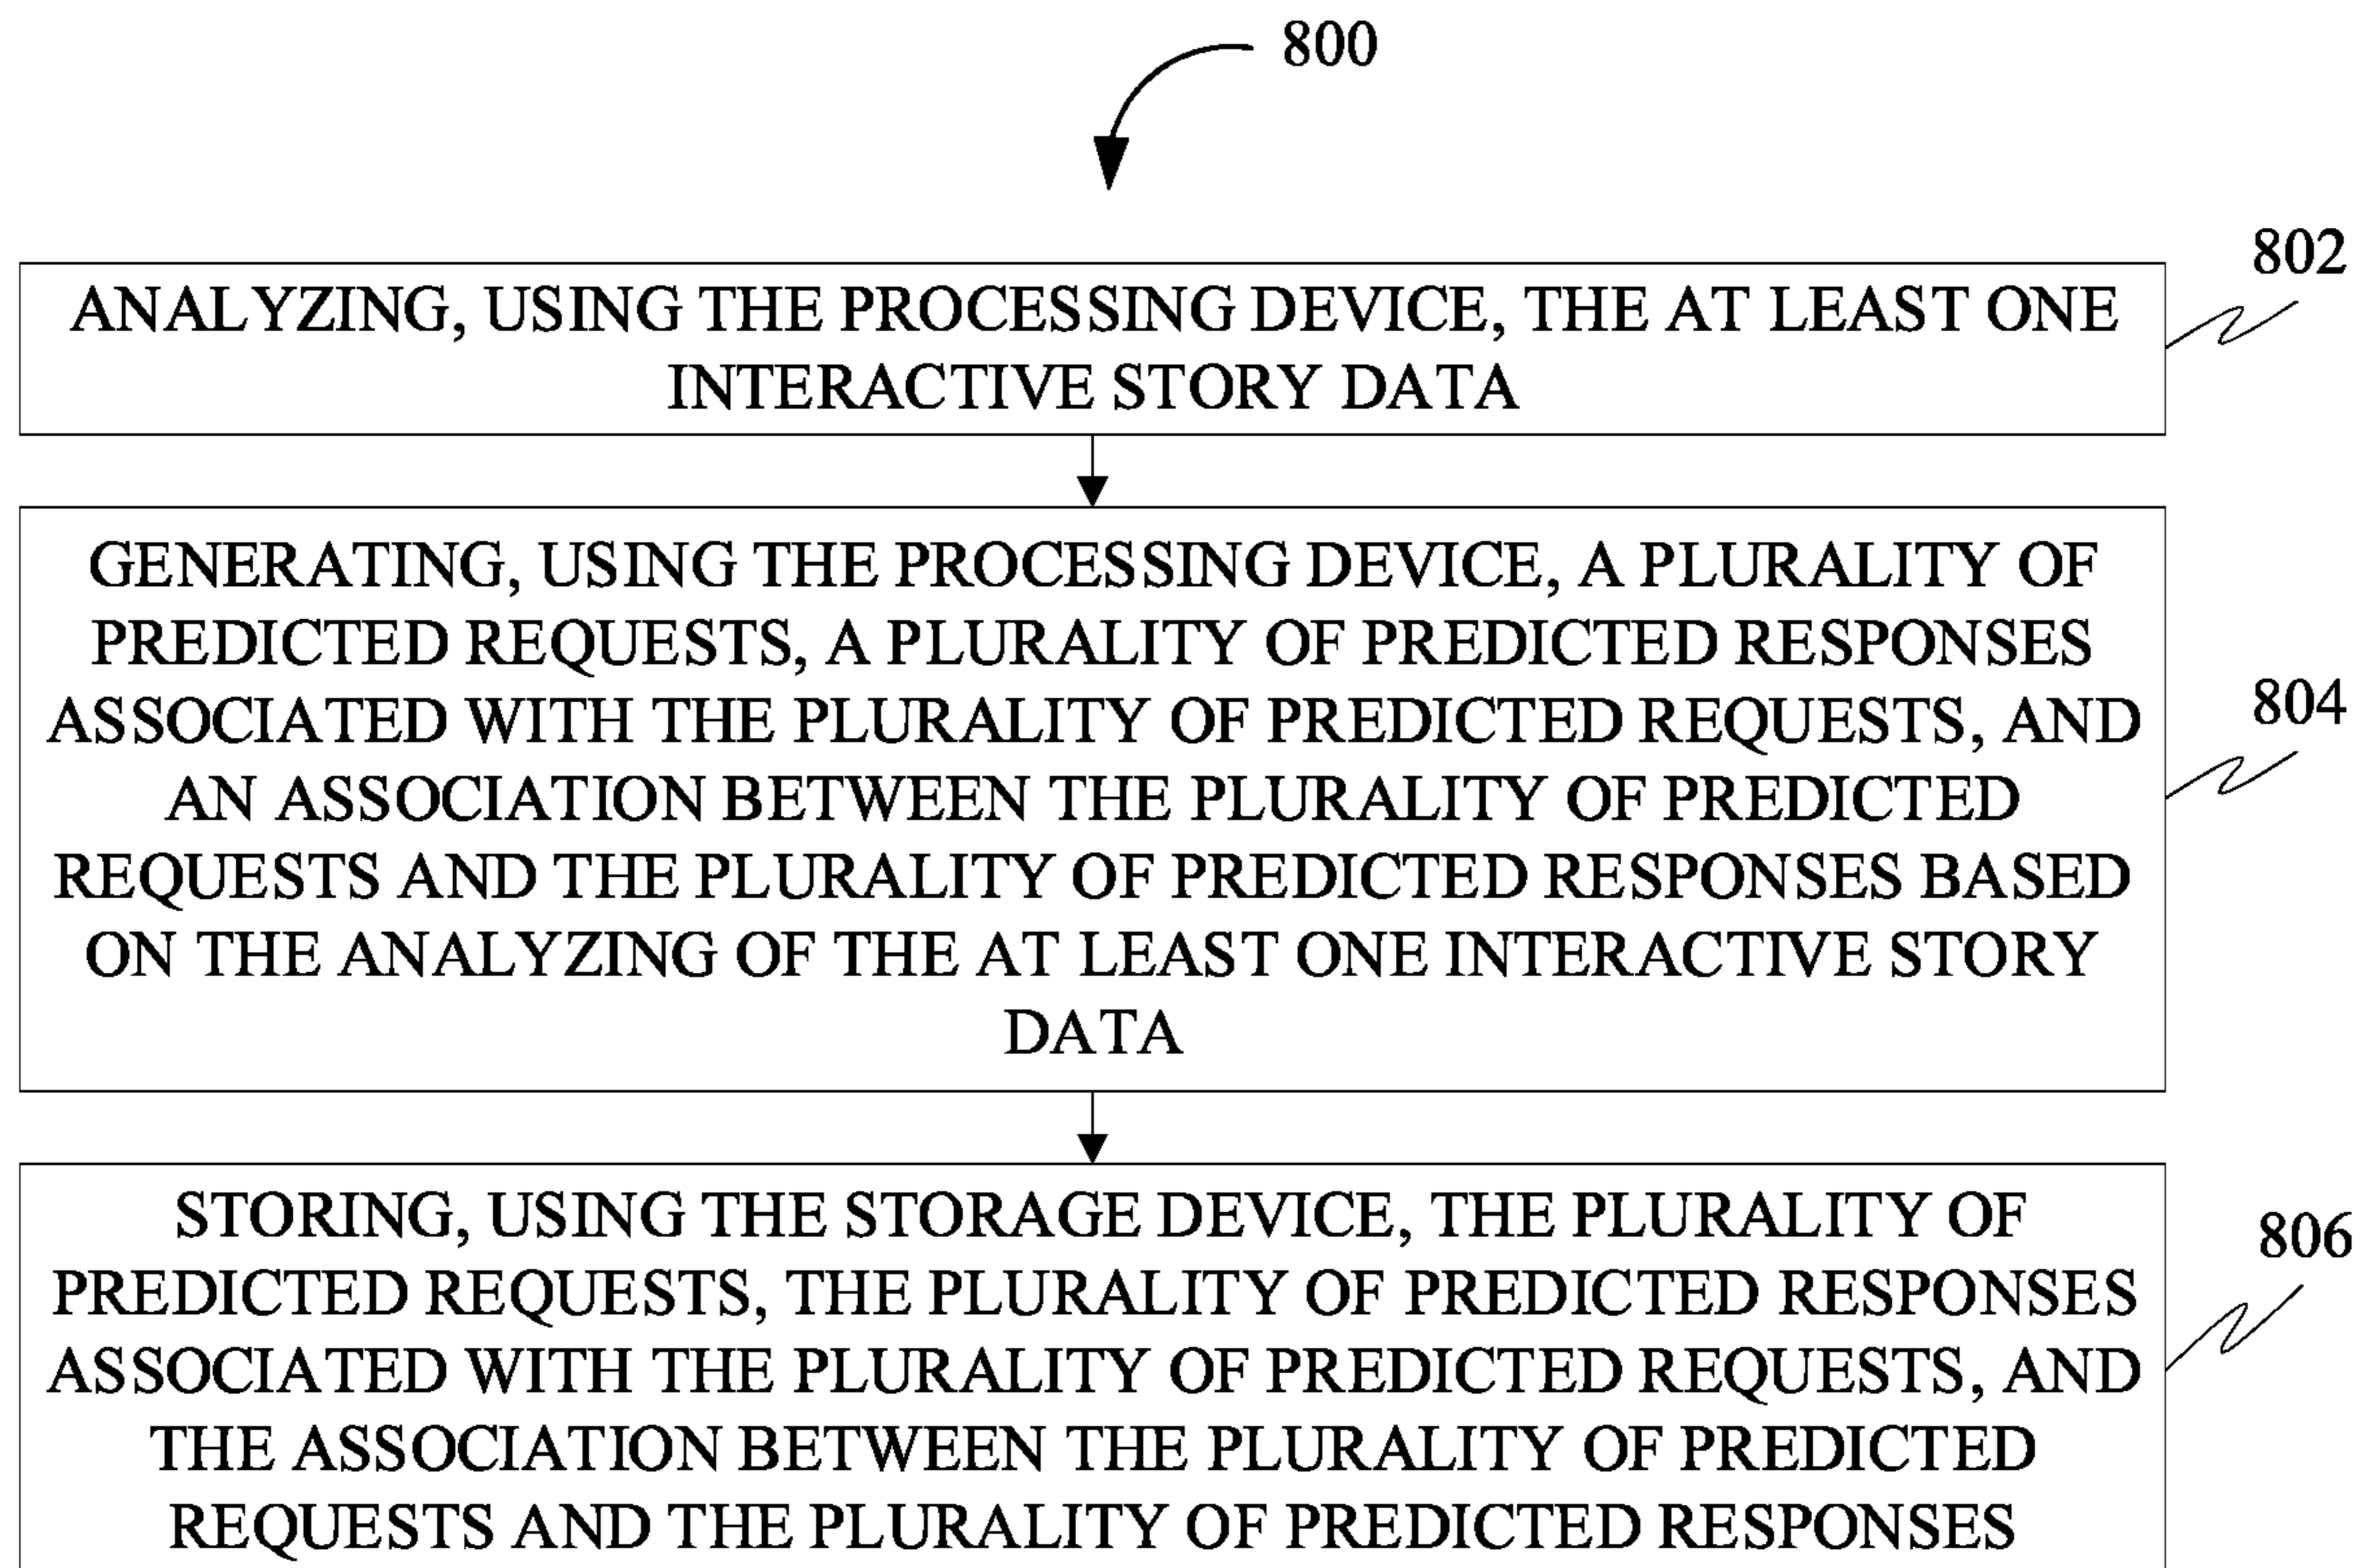 800
802
ANALYZING, USING THE PROCESSING DEVICE, THE AT LEAST ONE
INTERACTIVE STORY DATA
GENERATING, USING THE PROCESSING DEVICE, A PLURALITY OF
PREDICTED REQUESTS, A PLURALITY OF PREDICTED RESPONSES
ASSOCIATED WITH THE PLURALITY OF PREDICTED REQUESTS, AND
804
AN ASSOCIATION BETWEEN THE PLURALITY OF PREDICTED
REQUESTS AND THE PLURALITY OF PREDICTED RESPONSES BASED
ON THE ANALYZING OF THE AT LEAST ONE INTERACTIVE STORY
DATA
STORING, USING THE STORAGE DEVICE, THE PLURALITY OF
806
PREDICTED REQUESTS, THE PLURALITY OF PREDICTED RESPONSES
ASSOCIATED WITH THE PLURALITY OF PREDICTED REQUESTS, AND
THE ASSOCIATION BETWEEN THE PLURALITY OF PREDICTED
REQUESTS AND THE PLURALITY OF PREDICTED RESPONSES